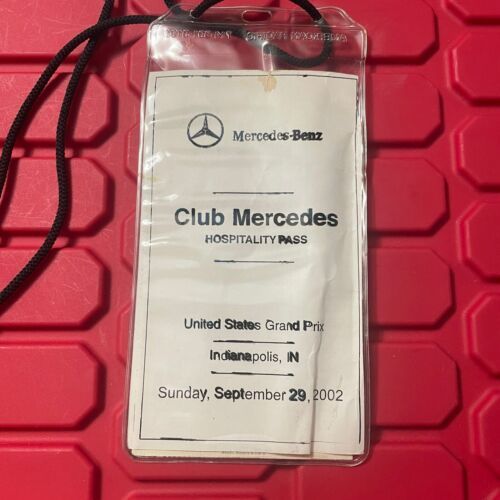 Mercedes-Benz
Club Mercedes
HOSPITALITY PASS
United States Grand Prix
Indianapolis, IN
Sunday, September 29, 2002